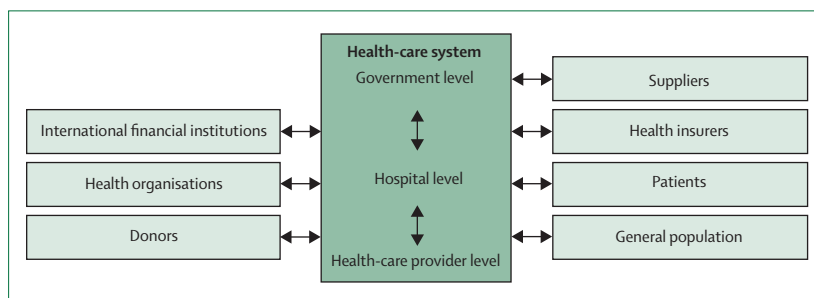 Health-care system
Government level
Hospital level
Health-care provider level
International financial institutions
Health organisations
Donors
Suppliers
Health insurers
Patients
General population